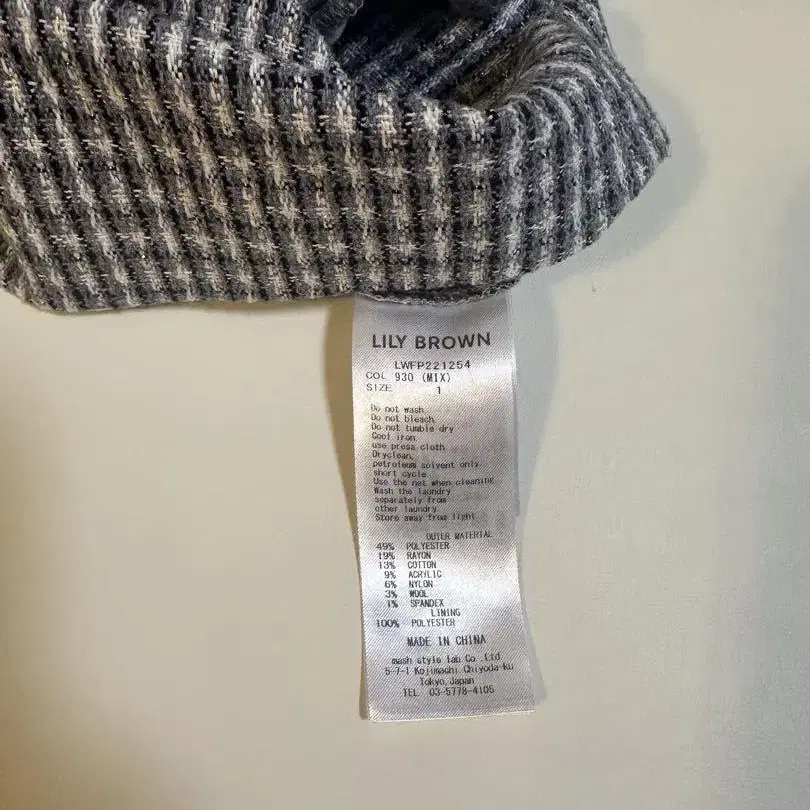 LILY BROWN
LWFP221254
COL 930 (MIX)
SIZE 1
Do not wash
Do not bleach
Do not tumble dry
Cool iron
use press cloth
Dryclean,
petroleum solvent only
short cycle
Use the net when cleaning
Wash the laundry
separately from
other laundry
Store away from light
OUTER MATERIAL
49% POLYESTER
19% RAYON
13% COTTON
9% ACRYLIC
6% NYLON
3% WOOL
1% SPANDEX
LINING
100% POLYESTER
MADE IN CHINA
mash style lab Co.Ltd
5-7-1 Kojimachi Chiyoda-ku
Tokyo,Japan
TEL 03-5778-4105